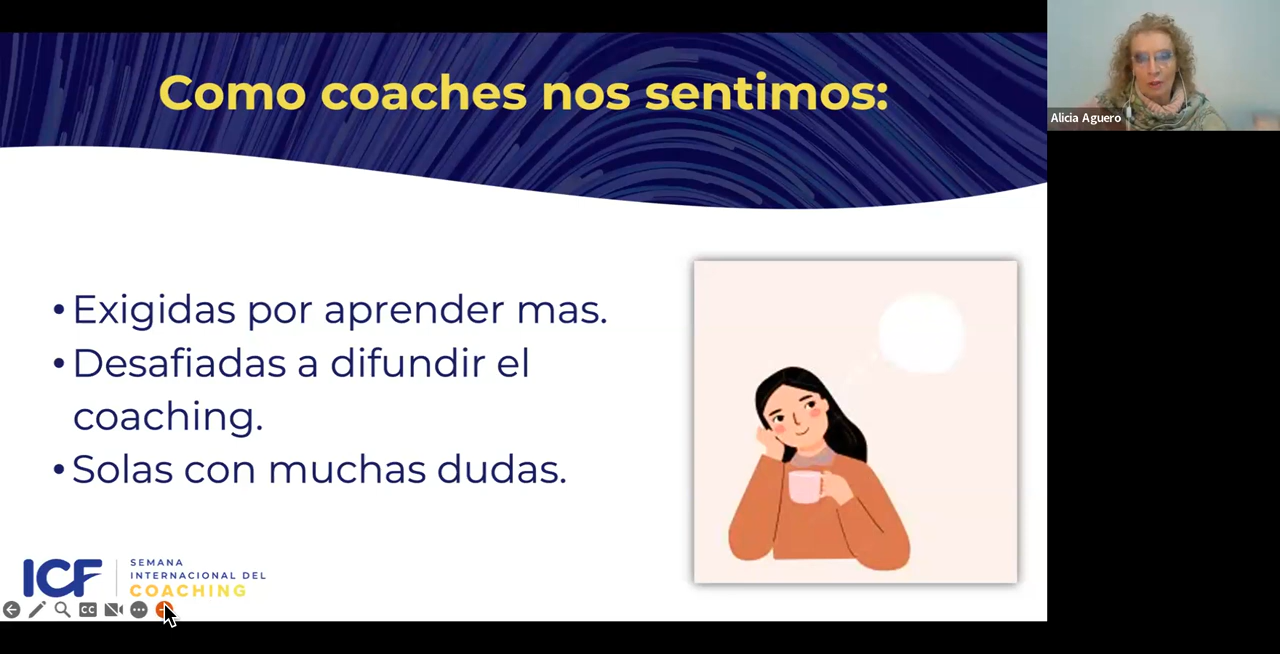 Como coaches nos sentimos:
Alicia Aguero
• Exigidas por aprender mas.
• Desafiadas a difundir el
coaching.
• Solas con muchas dudas.
ICF
SEMANA
INTERNACIONAL DEL
COACHING
CC